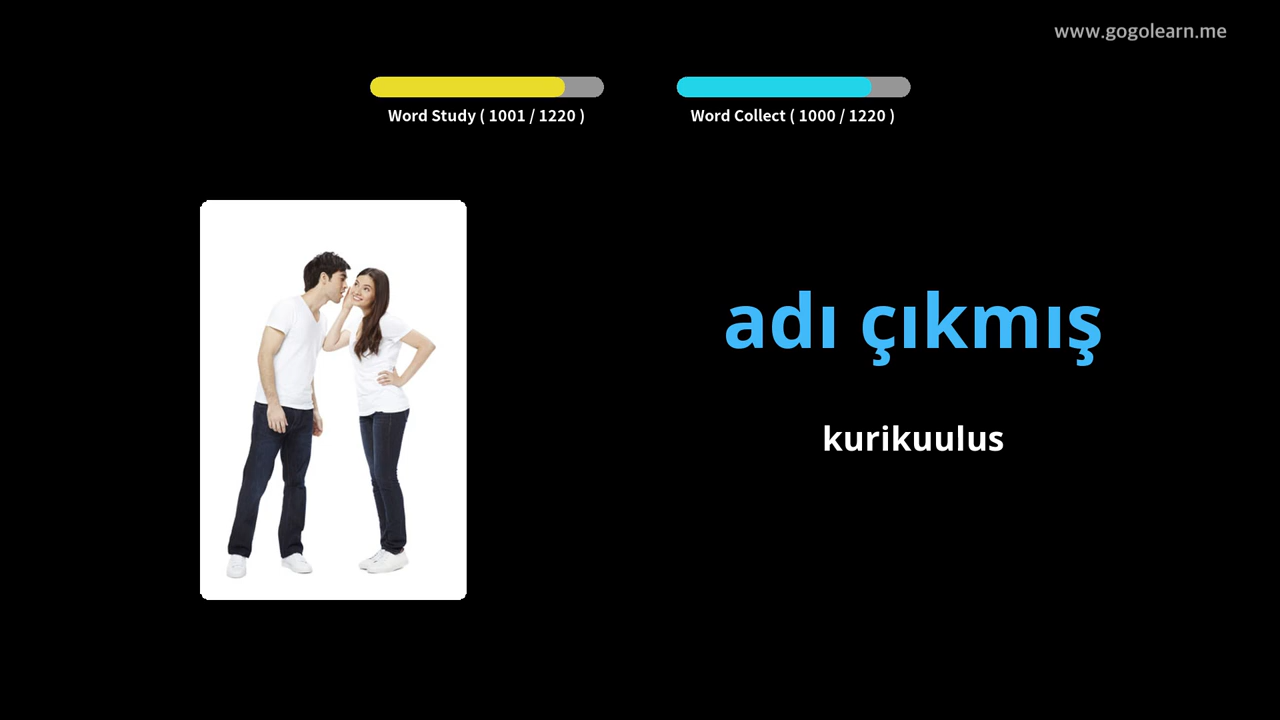 www.gogolearn.me
Word Study ( 1001 / 1220 )
Word Collect ( 1000 / 1220 )
adı çıkmış
kurikuulus